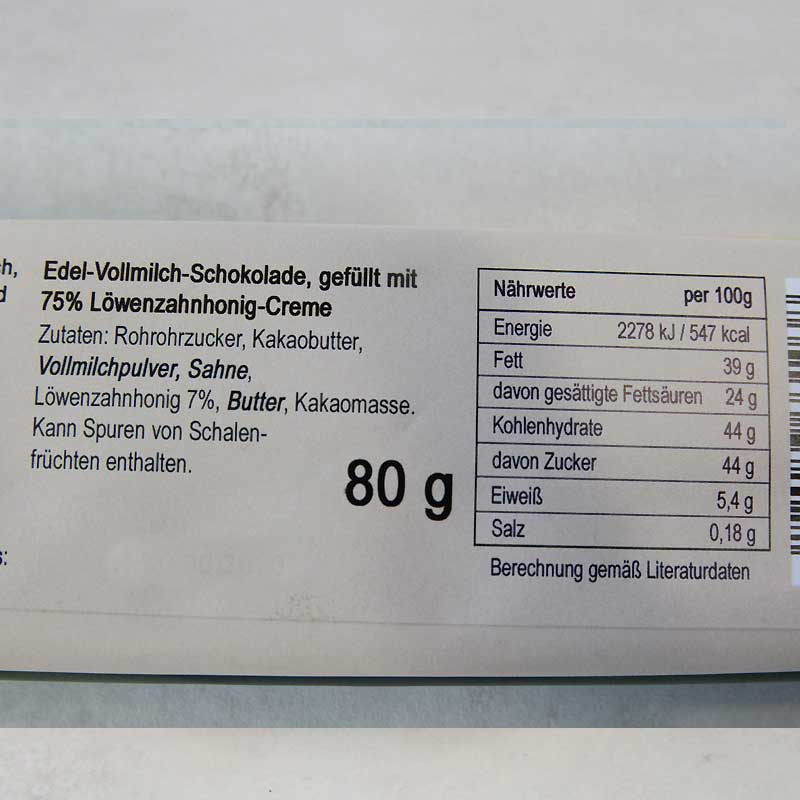 Edel-Vollmilch-Schokolade, gefüllt mit
75% Löwenzahnhonig-Creme
Zutaten: Rohrohrzucker, Kakaobutter,
Vollmilchpulver, Sahne,
Löwenzahnhonig 7%, Butter, Kakaomasse.
Kann Spuren von Schalen-
früchten enthalten.
80 g
Nährwerte per 100g
Energie 2278 kJ / 547 kcal
Fett 39 g
davon gesättigte Fettsäuren 24 g
Kohlenhydrate 44 g
davon Zucker 44 g
Eiweiß 5,4 g
Salz 0,18 g
Berechnung gemäß Literaturdaten